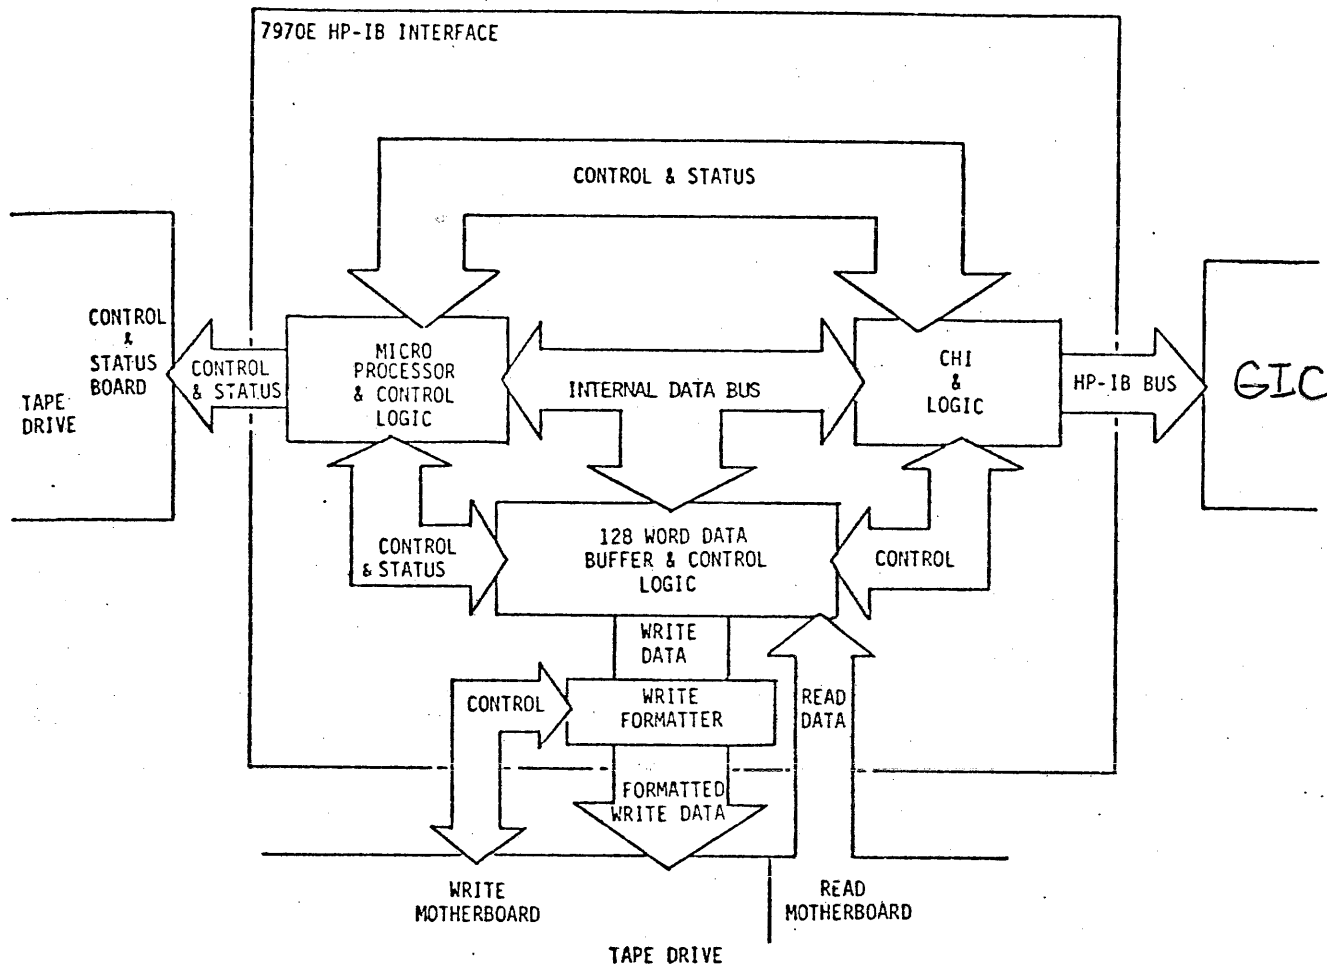 7970E HP-IB INTERFACE
CONTROL & STATUS
CONTROL
&
STATUS
BOARD
TAPE
DRIVE
CONTROL
& STATUS
MICRO
PROCESSOR
& CONTROL
LOGIC
INTERNAL DATA BUS
CHI
&
LOGIC
HP-IB BUS
GIC
CONTROL
& STATUS
128 WORD DATA
BUFFER & CONTROL
LOGIC
CONTROL
WRITE
DATA
CONTROL
WRITE
FORMATTER
READ
DATA
FORMATTED
WRITE DATA
WRITE
MOTHERBOARD
READ
MOTHERBOARD
TAPE DRIVE